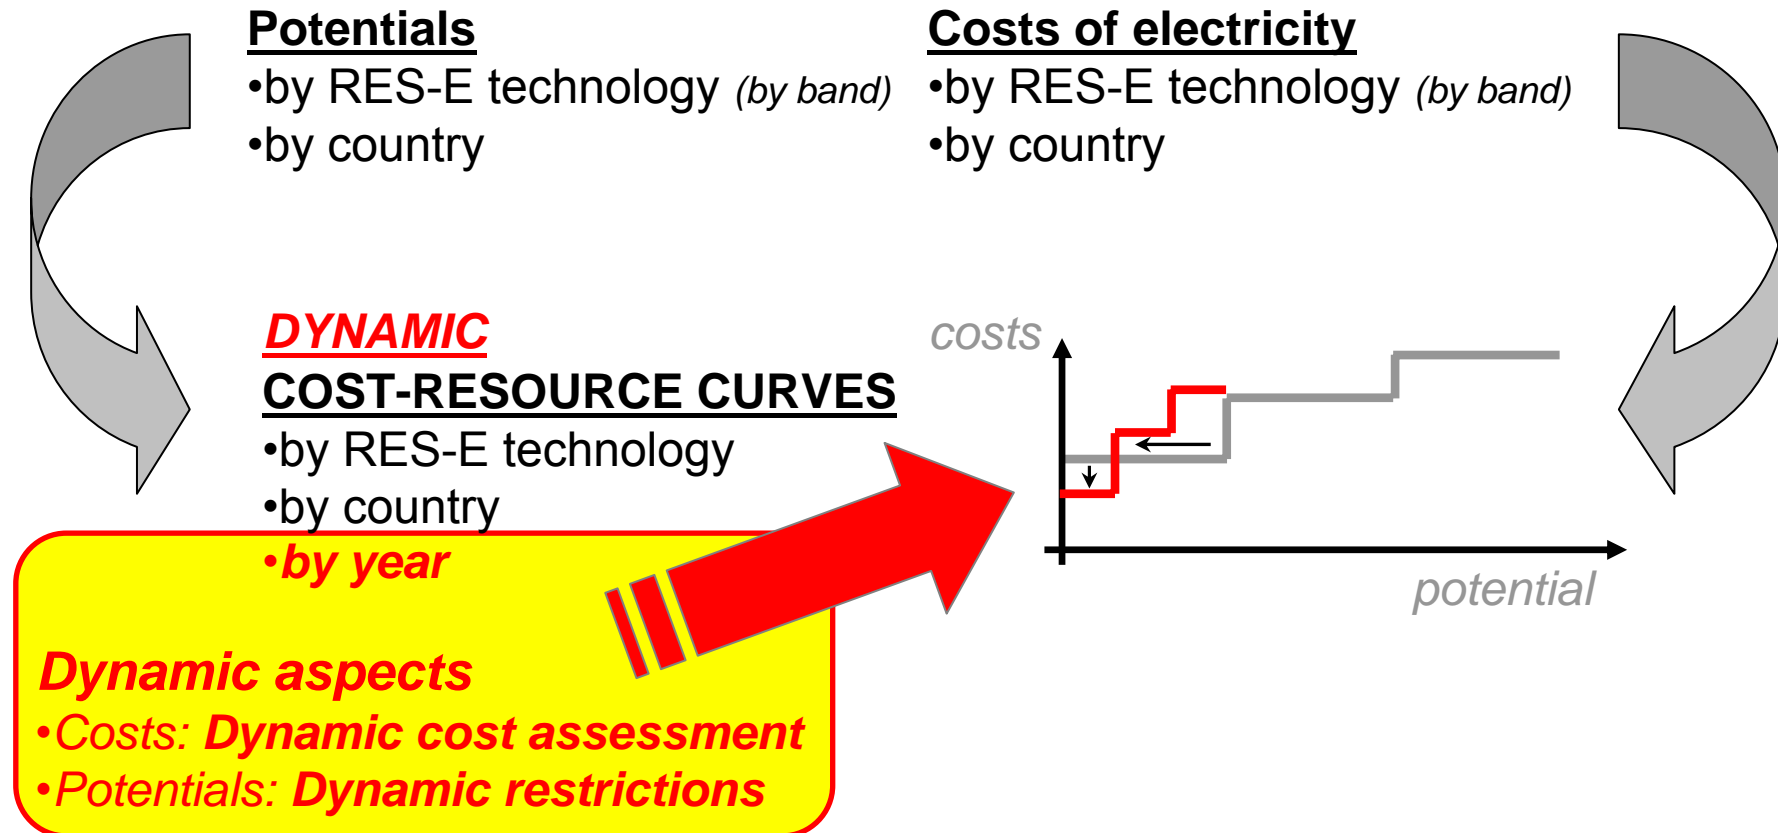 Potentials
•by RES-E technology (by band)
•by country
Costs of electricity
•by RES-E technology (by band)
•by country
DYNAMIC
COST-RESOURCE CURVES
•by RES-E technology
•by country
•by year
Dynamic aspects
•Costs: Dynamic cost assessment
•Potentials: Dynamic restrictions
costs
potential